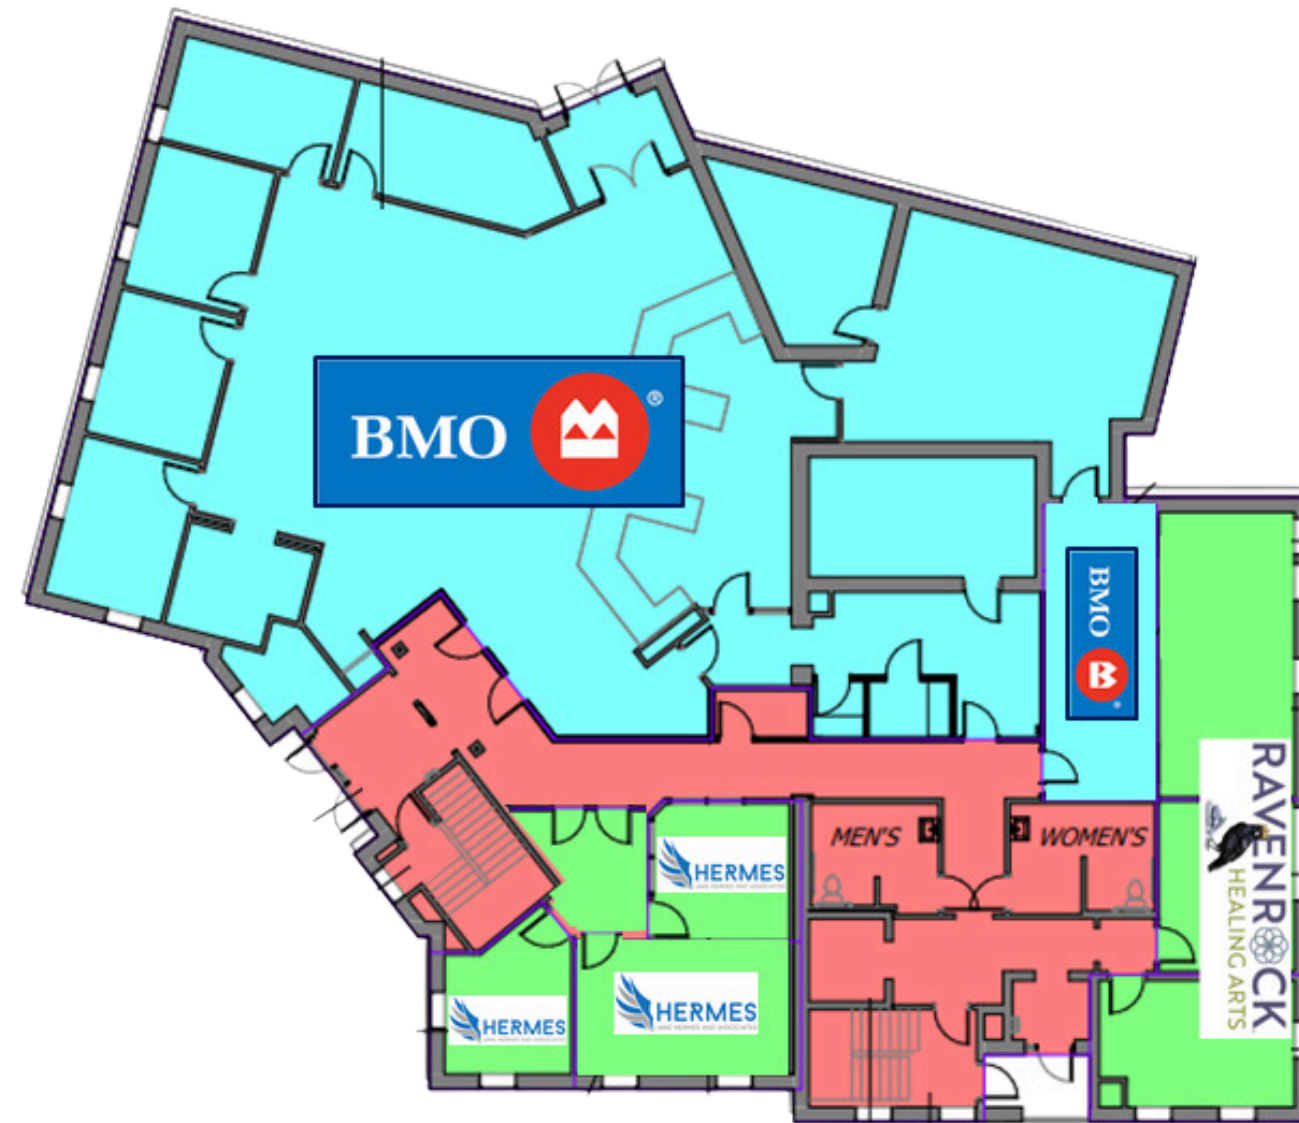 BMO ®
BMO
MEN'S
WOMEN'S
RAVENROCK
HEALING ARTS
HERMES
HERMES
HERMES